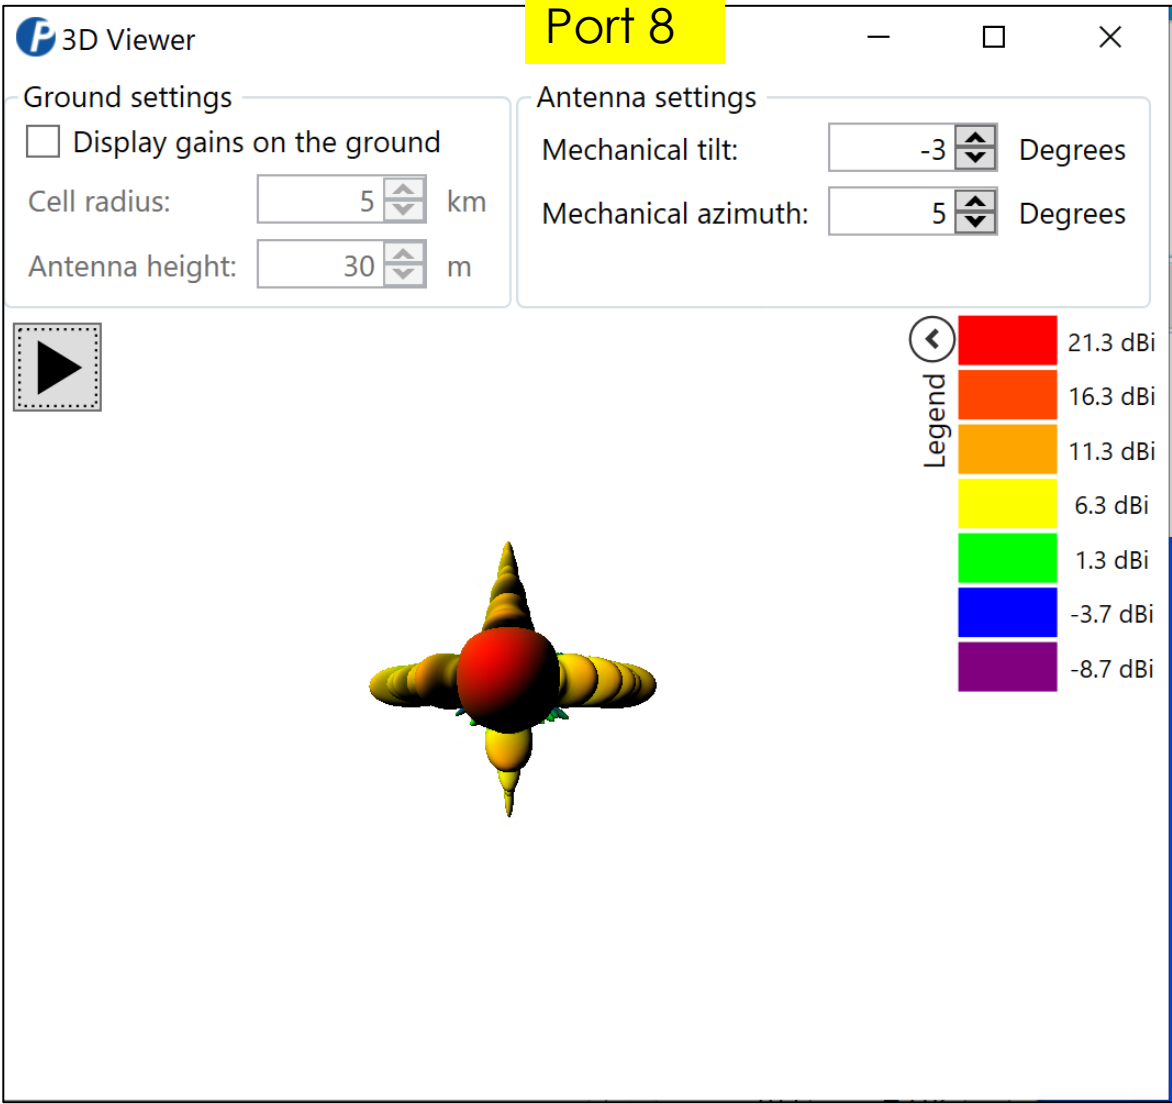 Port 8
3D Viewer
Ground settings
Display gains on the ground
Cell radius: 5 km
Antenna height: 30 m
Antenna settings
Mechanical tilt: -3 Degrees
Mechanical azimuth: 5 Degrees
Legend
21.3 dBi
16.3 dBi
11.3 dBi
6.3 dBi
1.3 dBi
-3.7 dBi
-8.7 dBi